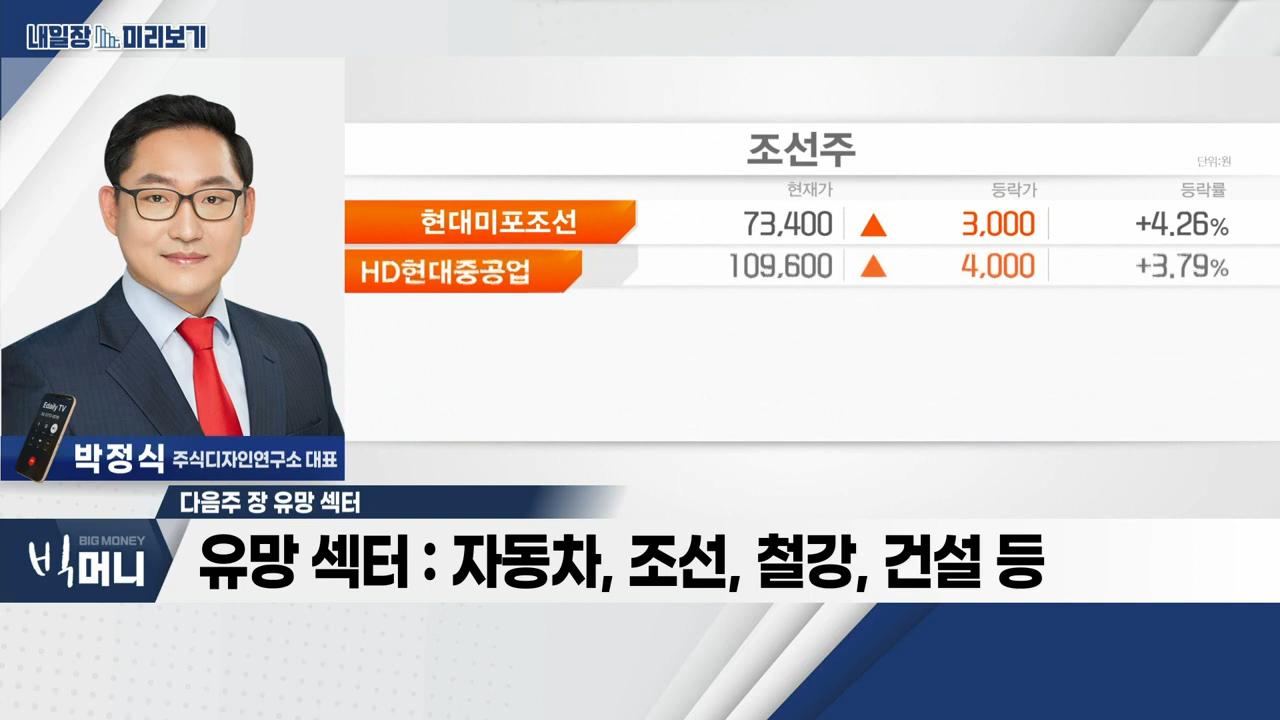 내일장 미리보기
조선주
단위:원
현재가 등락가 등락률
현대미포조선 73,400 ▲ 3,000 +4.26%
HD현대중공업 109,600 ▲ 4,000 +3.79%
Edaily TV
박정식 주식디자인연구소 대표
다음주 장 유망 섹터
BIG MONEY
빅머니
유망 섹터 : 자동차, 조선, 철강, 건설 등